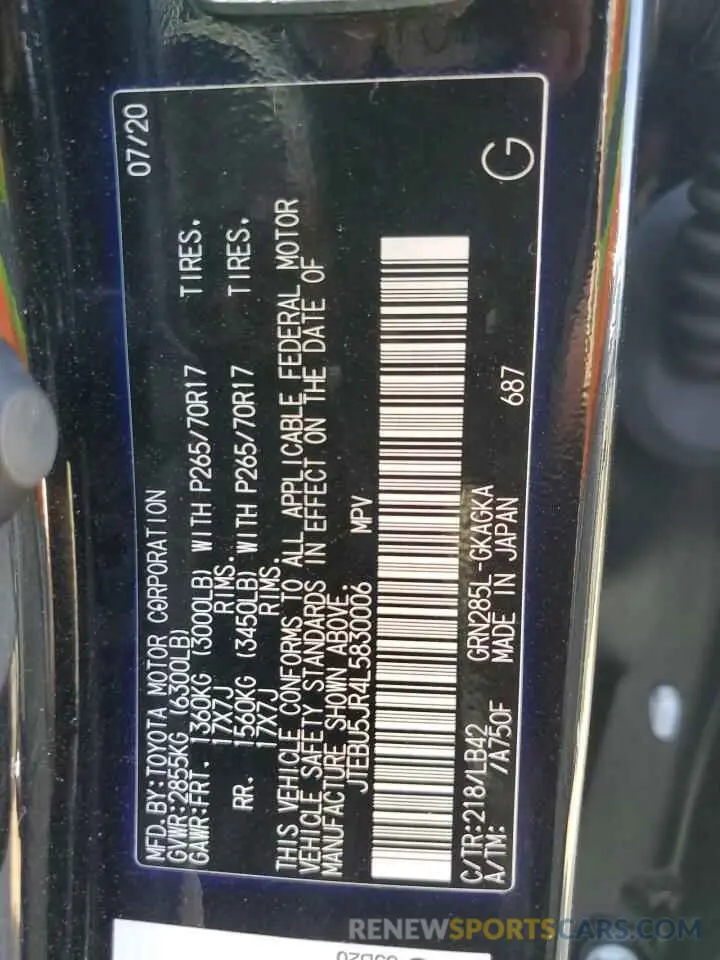 MFD.BY:TOYOTA MOTOR CORPORATION 07/20
GVWR:2855KG (6300LB)
GAWR:FRT. 1360KG (3000LB) WITH P265/70R17 TIRES.
17X7J RIMS.
RR. 1560KG (3450LB) WITH P265/70R17 TIRES.
17X7J RIMS.
THIS VEHICLE CONFORMS TO ALL APPLICABLE FEDERAL MOTOR
VEHICLE SAFETY STANDARDS IN EFFECT ON THE DATE OF
MANUFACTURE SHOWN ABOVE.
JTEBU5JR4L5830006 MPV
C/TR:218/LB42 GRN285L-GKAGKA
A/TM: /A750F MADE IN JAPAN 687 G
RENEWSPORTSCARS.COM